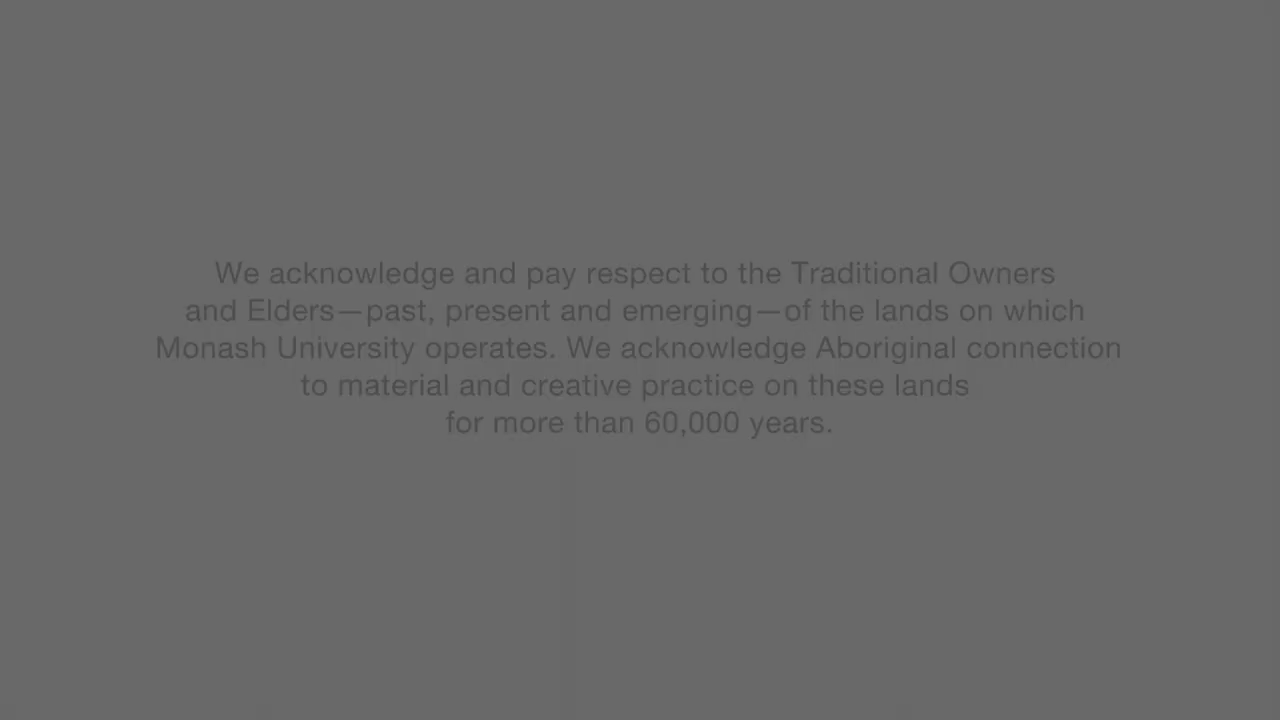 We acknowledge and pay respect to the Traditional Owners
and Elders—past, present and emerging—of the lands on which
Monash University operates. We acknowledge Aboriginal connection
to material and creative practice on these lands
for more than 60,000 years.